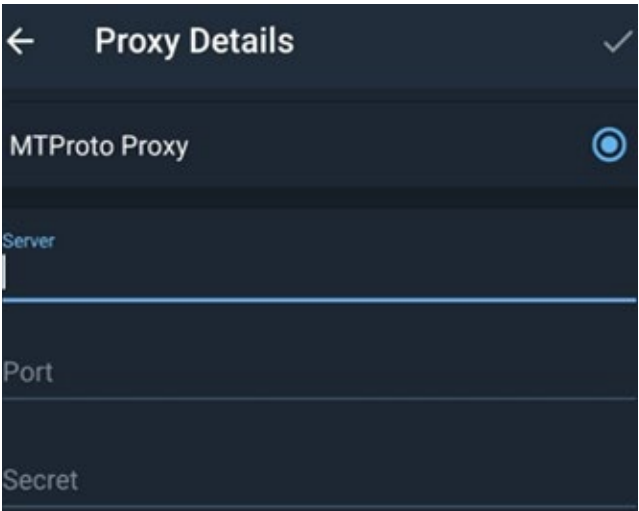 Proxy Details
MTProto Proxy
Server
Port
Secret